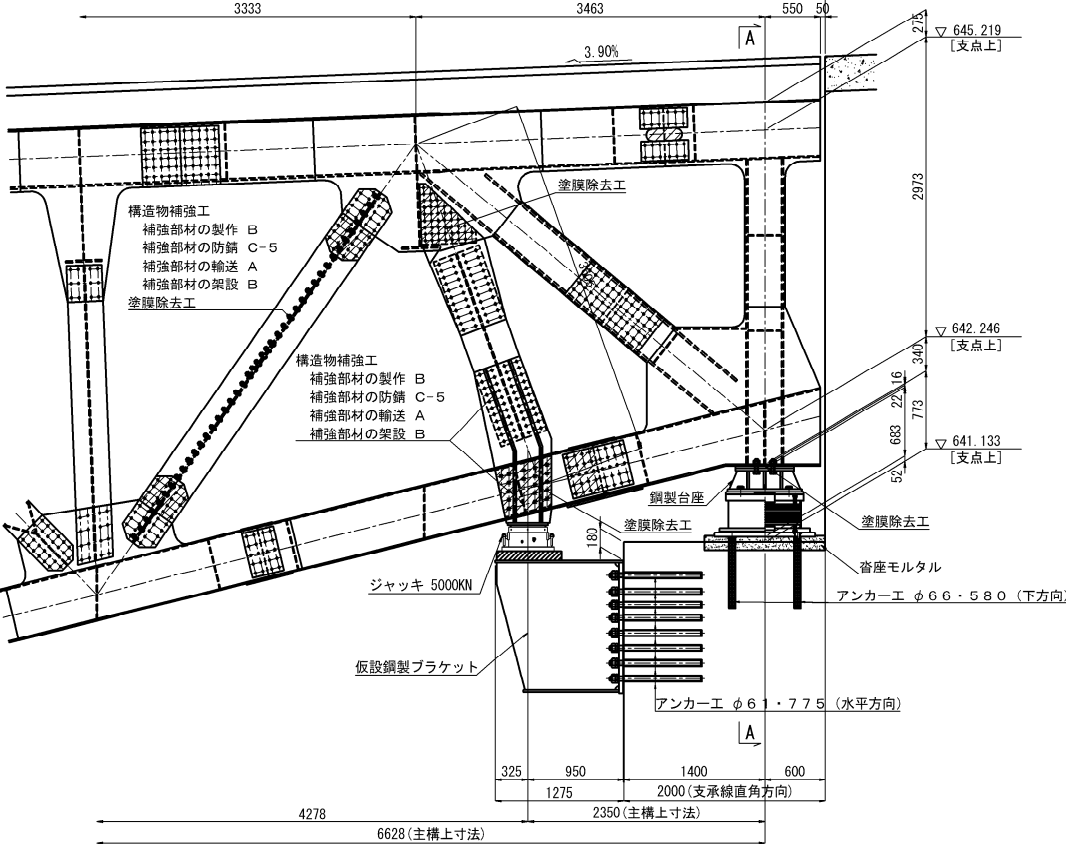 3333
3463
550
50
275
A
▽ 645.219
[支点上]
3.90%
2973
塗膜除去工
構造物補強工
補強部材の製作 B
補強部材の防錆 C-5
補強部材の輸送 A
補強部材の架設 B
塗膜除去工
▽ 642.246
[支点上]
340
構造物補強工
補強部材の製作 B
補強部材の防錆 C-5
補強部材の輸送 A
補強部材の架設 B
22
16
773
683
▽ 641.133
[支点上]
52
鋼製台座
塗膜除去工
塗膜除去工
180
沓座モルタル
ジャッキ 5000KN
アンカー工 φ66・580 (下方向)
仮設鋼製ブラケット
アンカー工 φ61・775 (水平方向)
A
325
950
1400
600
1275
2000(支承線直角方向)
4278
2350(主構上寸法)
6628(主構上寸法)